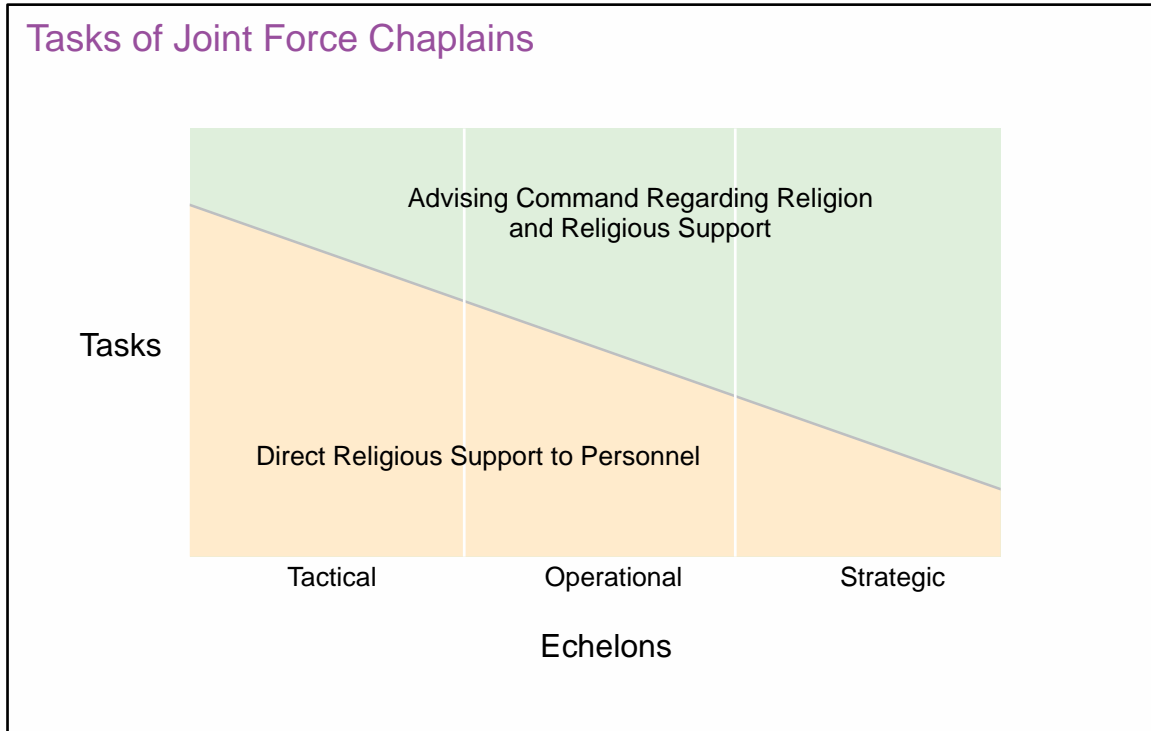 Tasks of Joint Force Chaplains
Advising Command Regarding Religion
and Religious Support
Tasks
Direct Religious Support to Personnel
Tactical
Operational
Strategic
Echelons